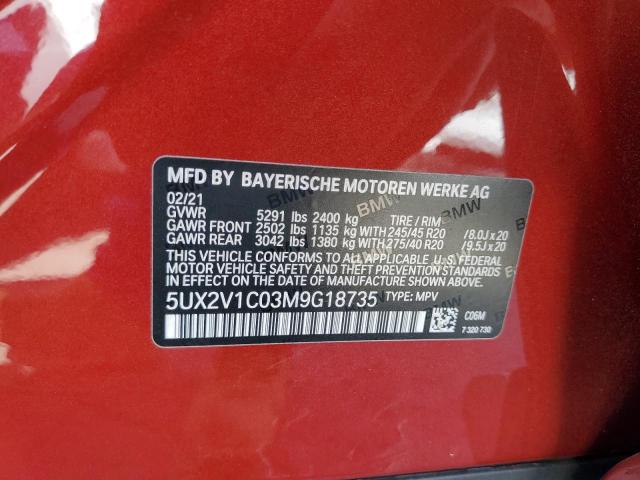 MFD BY BAYERISCHE MOTOREN WERKE AG
02/21
GVWR 5291 lbs 2400 kg TIRE / RIM
GAWR FRONT 2502 lbs 1135 kg WITH 245/45 R20 /8.0J x 20
GAWR REAR 3042 lbs 1380 kg WITH 275/40 R20 /9.5J x 20
THIS VEHICLE CONFORMS TO ALL APPLICABLE U.S. FEDERAL
MOTOR VEHICLE SAFETY, BUMPER, AND
THEFT PREVENTION STANDARDS IN EFFECT ON THE DATE OF
MANUFACTURE SHOWN ABOVE.
5UX2V1C03M9G18735 TYPE: MPV
C06M
7 320 730